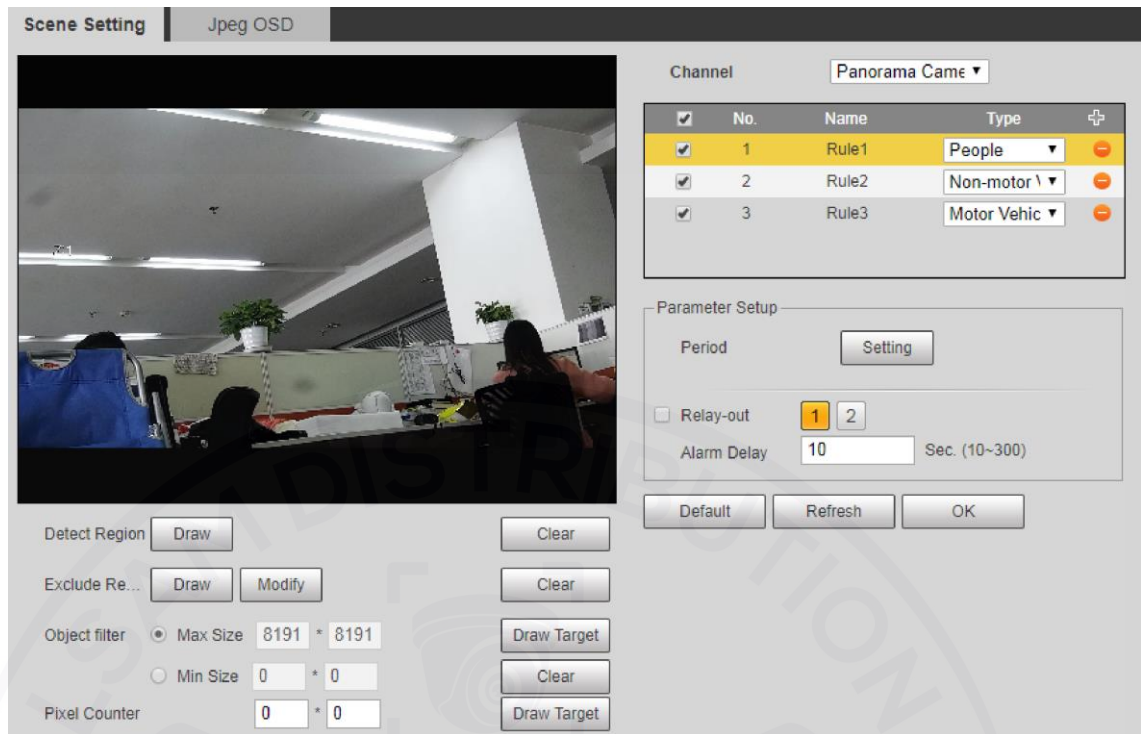 Scene Setting Jpeg OSD
Channel Panorama Came
No. Name Type
1 Rule1 People
2 Rule2 Non-motor \
3 Rule3 Motor Vehic
Parameter Setup
Period Setting
Relay-out 1 2
Alarm Delay 10 Sec. (10~300)
Default Refresh OK
Detect Region Draw Clear
Exclude Re... Draw Modify Clear
Object filter Max Size 8191 * 8191 Draw Target
Min Size 0 * 0 Clear
Pixel Counter 0 * 0 Draw Target
DISTRIBUTION